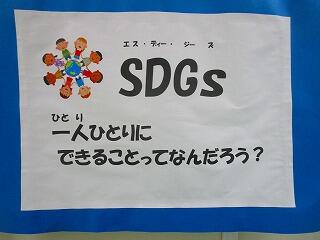 エス・ディー・ジーズ
SDGs
ひとり
一人ひとりに
できることってなんだろう？